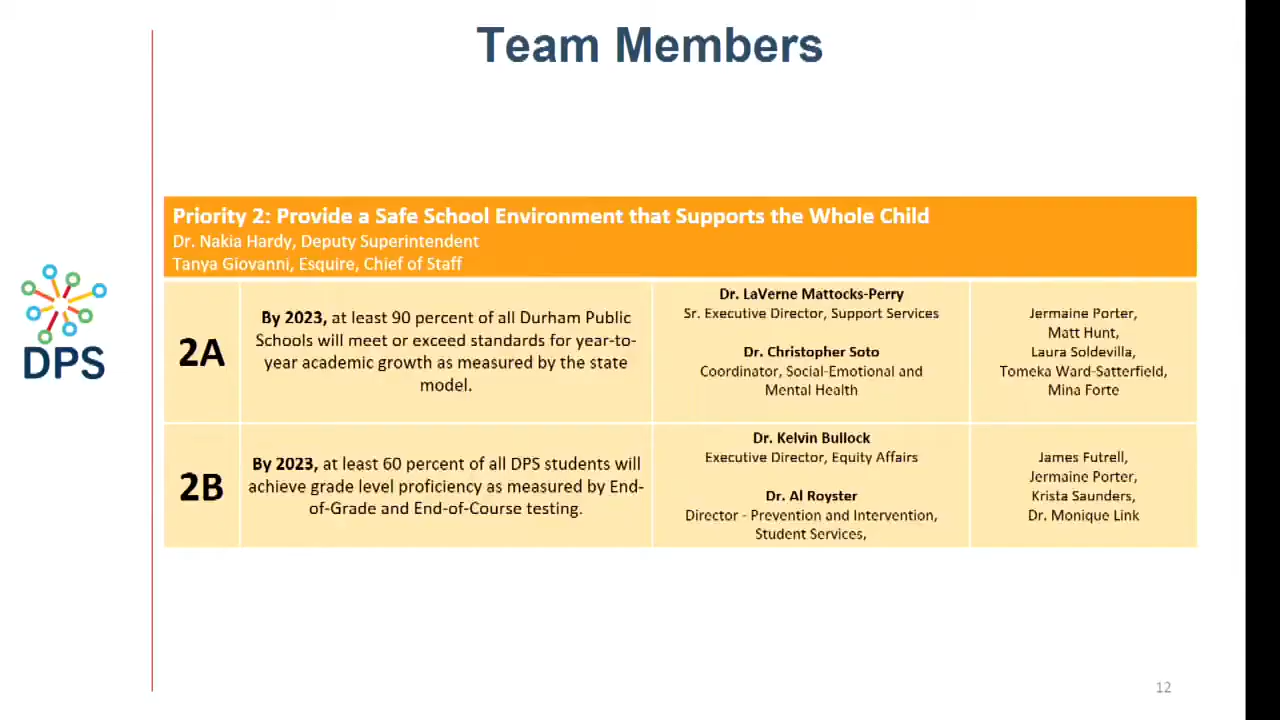 Team Members
Priority 2: Provide a Safe School Environment that Supports the Whole Child
Dr. Nakia Hardy, Deputy Superintendent
Tanya Giovanni, Esquire, Chief of Staff
DPS
2A
By 2023, at least 90 percent of all Durham Public
Schools will meet or exceed standards for year-to-
year academic growth as measured by the state
model.
Dr. LaVerne Mattocks-Perry
Sr. Executive Director, Support Services
Dr. Christopher Soto
Coordinator, Social-Emotional and
Mental Health
Jermaine Porter,
Matt Hunt,
Laura Soldevilla,
Tomeka Ward-Satterfield,
Mina Forte
2B
By 2023, at least 60 percent of all DPS students will
achieve grade level proficiency as measured by End-
of-Grade and End-of-Course testing.
Dr. Kelvin Bullock
Executive Director, Equity Affairs
Dr. Al Royster
Director - Prevention and Intervention,
Student Services,
James Futrell,
Jermaine Porter,
Krista Saunders,
Dr. Monique Link
12